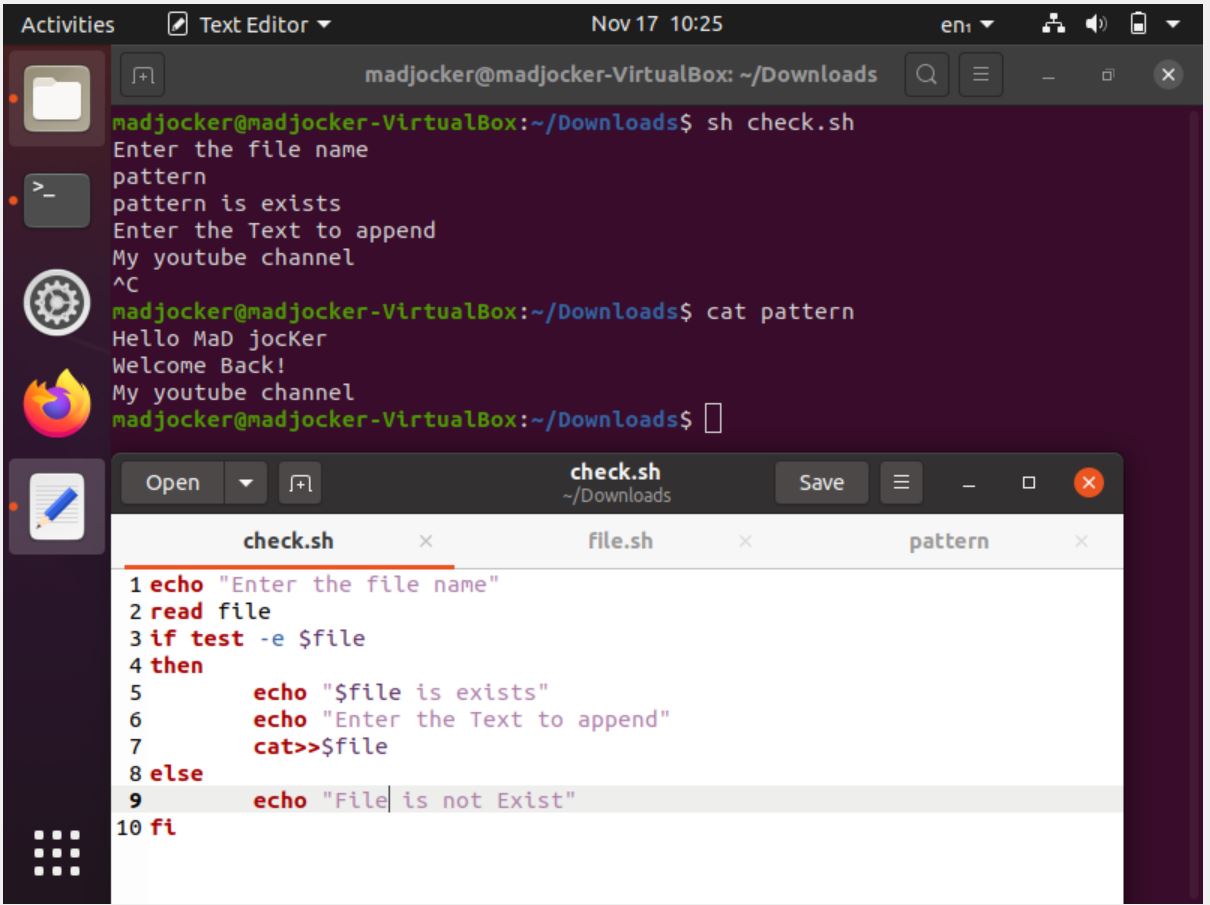 Activities Text Editor Nov 17 10:25 en₁
madjocker@madjocker-VirtualBox: ~/Downloads
madjocker@madjocker-VirtualBox:~/Downloads$ sh check.sh
Enter the file name
pattern
pattern is exists
Enter the Text to append
My youtube channel
^C
madjocker@madjocker-VirtualBox:~/Downloads$ cat pattern
Hello MaD jocKer
Welcome Back!
My youtube channel
madjocker@madjocker-VirtualBox:~/Downloads$
Open check.sh Save
~/Downloads
check.sh file.sh pattern
1 echo "Enter the file name"
2 read file
3 if test -e $file
4 then
5 echo "$file is exists"
6 echo "Enter the Text to append"
7 cat>>$file
8 else
9 echo "File is not Exist"
10 fi